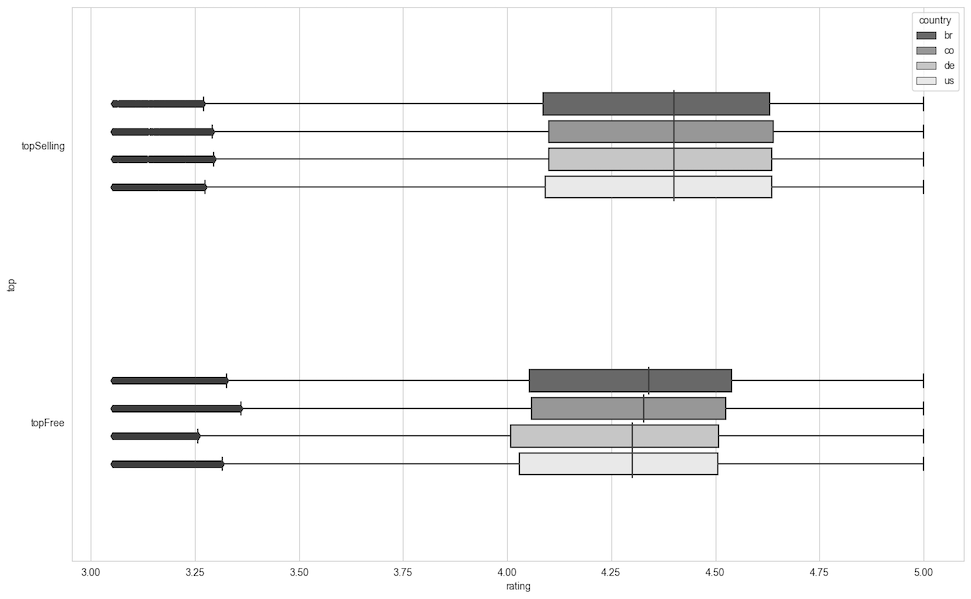 country
br
co
de
us
topSelling
top
topFree
3.00 3.25 3.50 3.75 4.00 4.25 4.50 4.75 5.00
rating